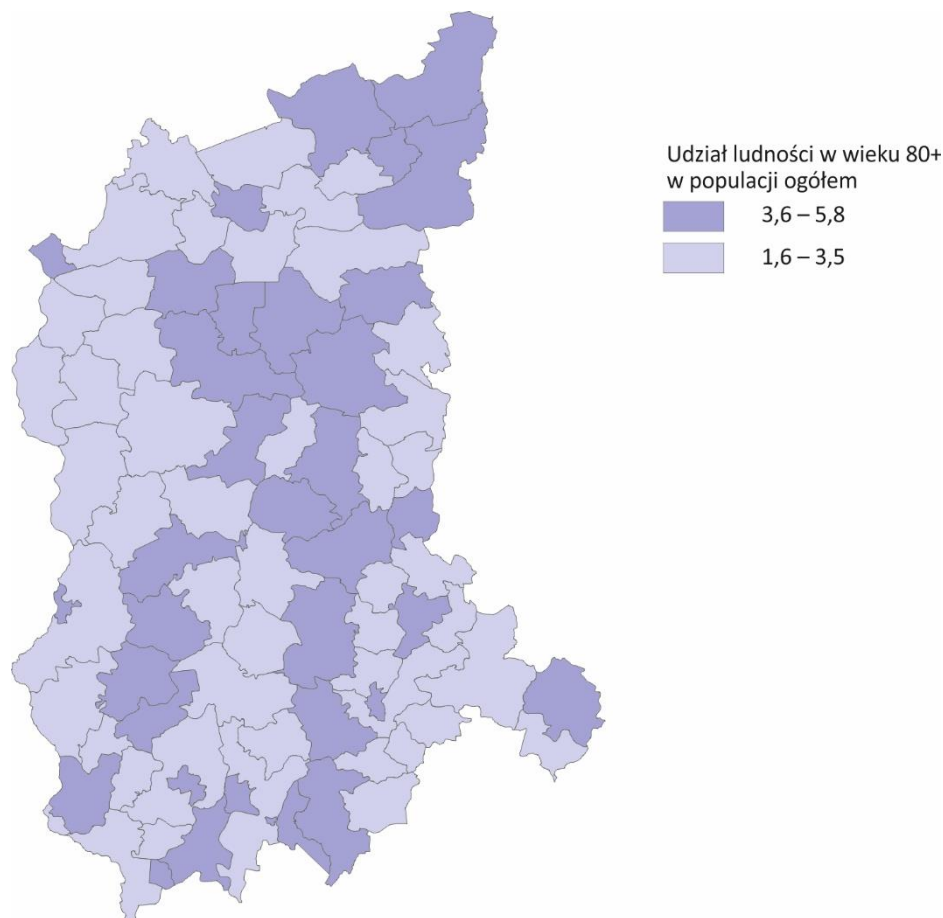 Udział ludności w wieku 80+
w populacji ogółem
3,6 – 5,8
1,6 – 3,5